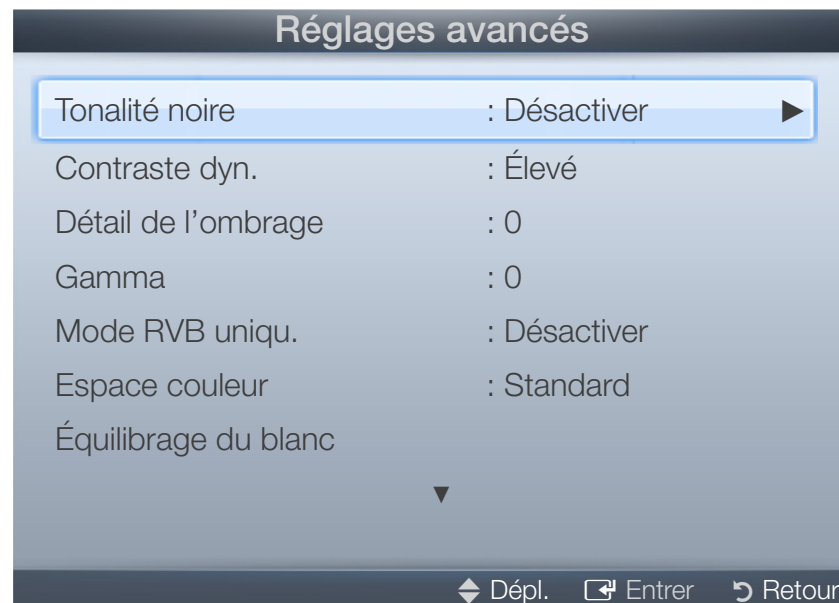 Réglages avancés
Tonalité noire : Désactiver ►
Contraste dyn. : Élevé
Détail de l’ombrage : 0
Gamma : 0
Mode RVB uniqu. : Désactiver
Espace couleur : Standard
Équilibrage du blanc
▼
Dépl. Entrer Retour